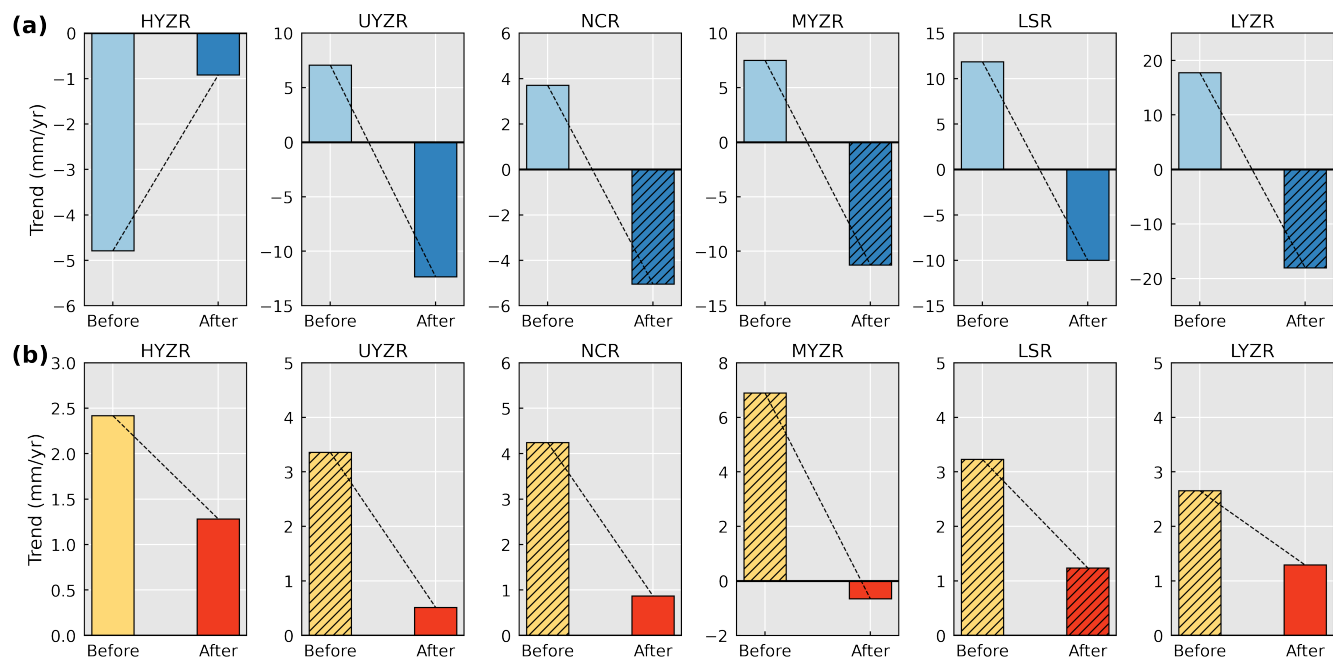 (a)
HYZR UYZR NCR MYZR LSR LYZR
Trend (mm/yr)
0 −1 −2 −3 −4 −5 −6
10 5 0 −5 −10 −15
6 4 2 0 −2 −4 −6
10 5 0 −5 −10 −15
15 10 5 0 −5 −10 −15
20 10 0 −10 −20
Before After Before After Before After Before After Before After Before After
(b)
HYZR UYZR NCR MYZR LSR LYZR
Trend (mm/yr)
3.0 2.5 2.0 1.5 1.0 0.5 0.0
5 4 3 2 1 0
6 5 4 3 2 1 0
8 6 4 2 0 −2
5 4 3 2 1 0
5 4 3 2 1 0
Before After Before After Before After Before After Before After Before After